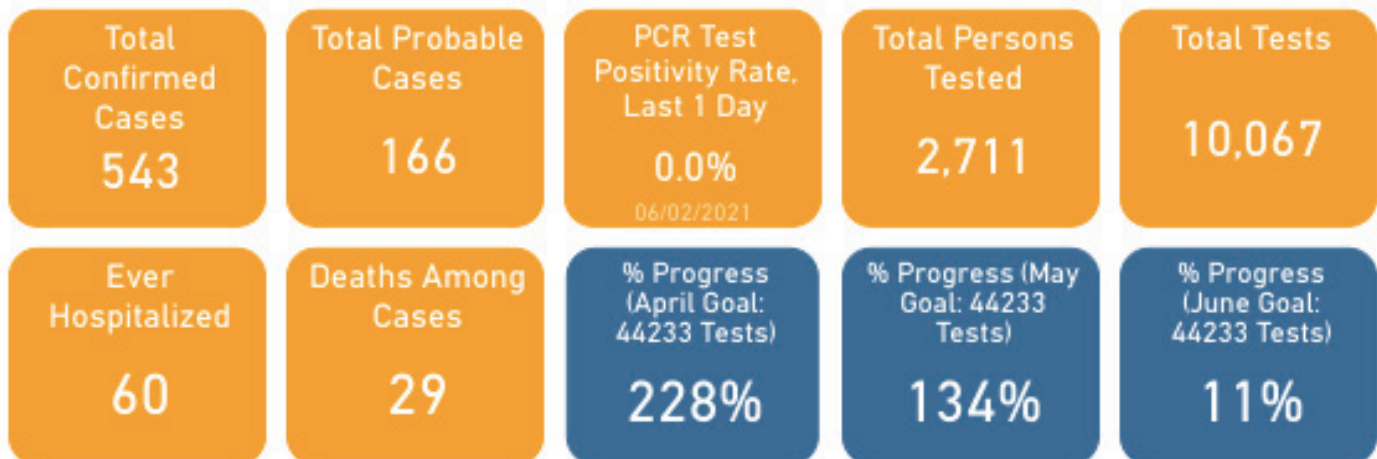 Total
Confirmed
Cases
543
Total Probable
Cases
166
PCR Test
Positivity Rate,
Last 1 Day
0.0%
06/02/2021
Total Persons
Tested
2,711
Total Tests
10,067
Ever
Hospitalized
60
Deaths Among
Cases
29
% Progress
(April Goal:
44233 Tests)
228%
% Progress (May
Goal: 44233
Tests)
134%
% Progress
(June Goal:
44233 Tests)
11%